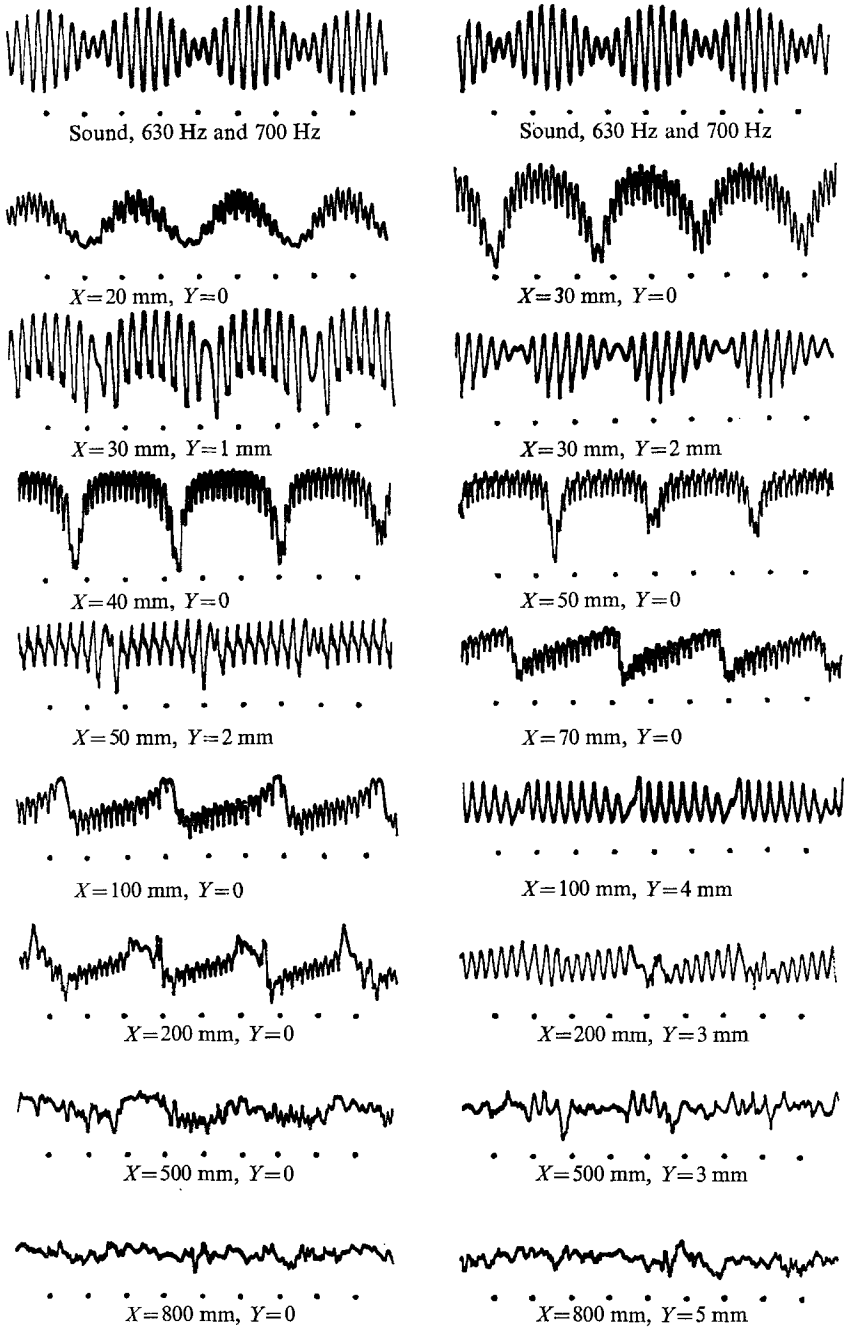 Sound, 630 Hz and 700 Hz
Sound, 630 Hz and 700 Hz
X=20 mm, Y=0
X=30 mm, Y=0
X=30 mm, Y=1 mm
X=30 mm, Y=2 mm
X=40 mm, Y=0
X=50 mm, Y=0
X=50 mm, Y=2 mm
X=70 mm, Y=0
X=100 mm, Y=0
X=100 mm, Y=4 mm
X=200 mm, Y=0
X=200 mm, Y=3 mm
X=500 mm, Y=0
X=500 mm, Y=3 mm
X=800 mm, Y=0
X=800 mm, Y=5 mm